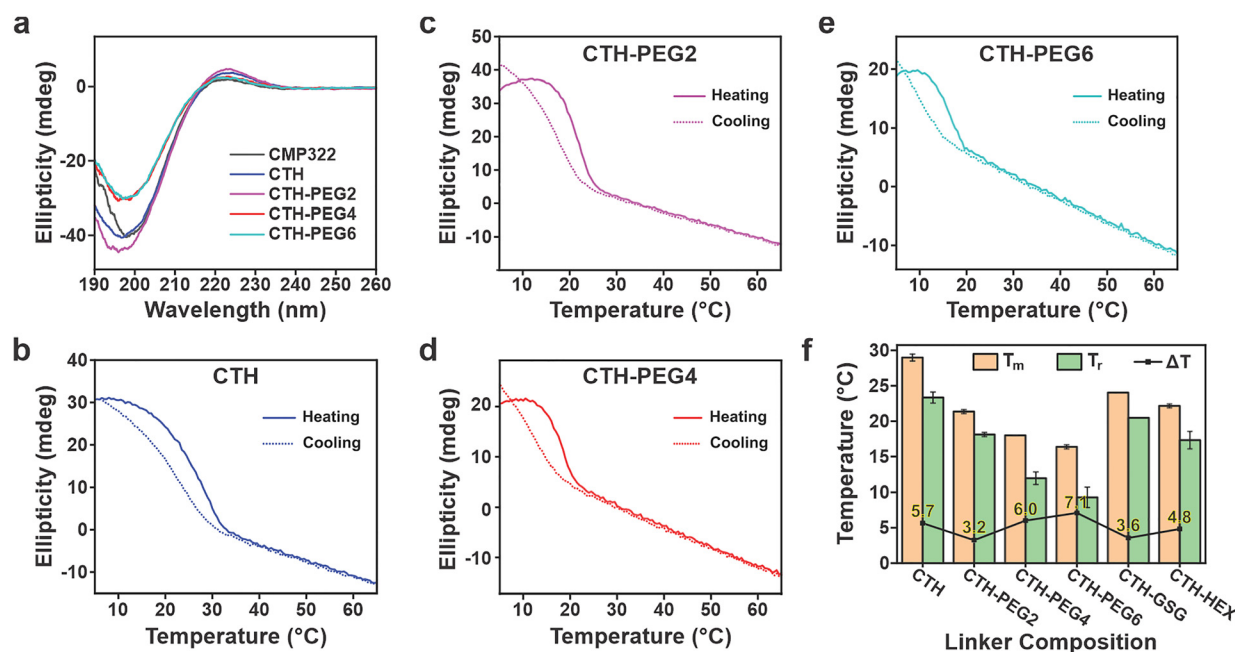 a
Ellipticity (mdeg)
0
-20
-40
190 200 210 220 230 240 250 260
Wavelength (nm)
CMP322
CTH
CTH-PEG2
CTH-PEG4
CTH-PEG6
c
CTH-PEG2
Ellipticity (mdeg)
50
40
30
20
10
0
-10
Heating
Cooling
10 20 30 40 50 60
Temperature (°C)
e
CTH-PEG6
Ellipticity (mdeg)
20
10
0
-10
Heating
Cooling
10 20 30 40 50 60
Temperature (°C)
b
CTH
Ellipticity (mdeg)
40
30
20
10
0
-10
Heating
Cooling
10 20 30 40 50 60
Temperature (°C)
d
CTH-PEG4
Ellipticity (mdeg)
20
10
0
-10
Heating
Cooling
10 20 30 40 50 60
Temperature (°C)
f
Temperature (°C)
30
25
20
15
10
5
0
Tm Tr ΔT
5.7 3.2 6.0 7.1 3.6 4.8
CTH CTH-PEG2 CTH-PEG4 CTH-PEG6 CTH-GSG CTH-HEX
Linker Composition